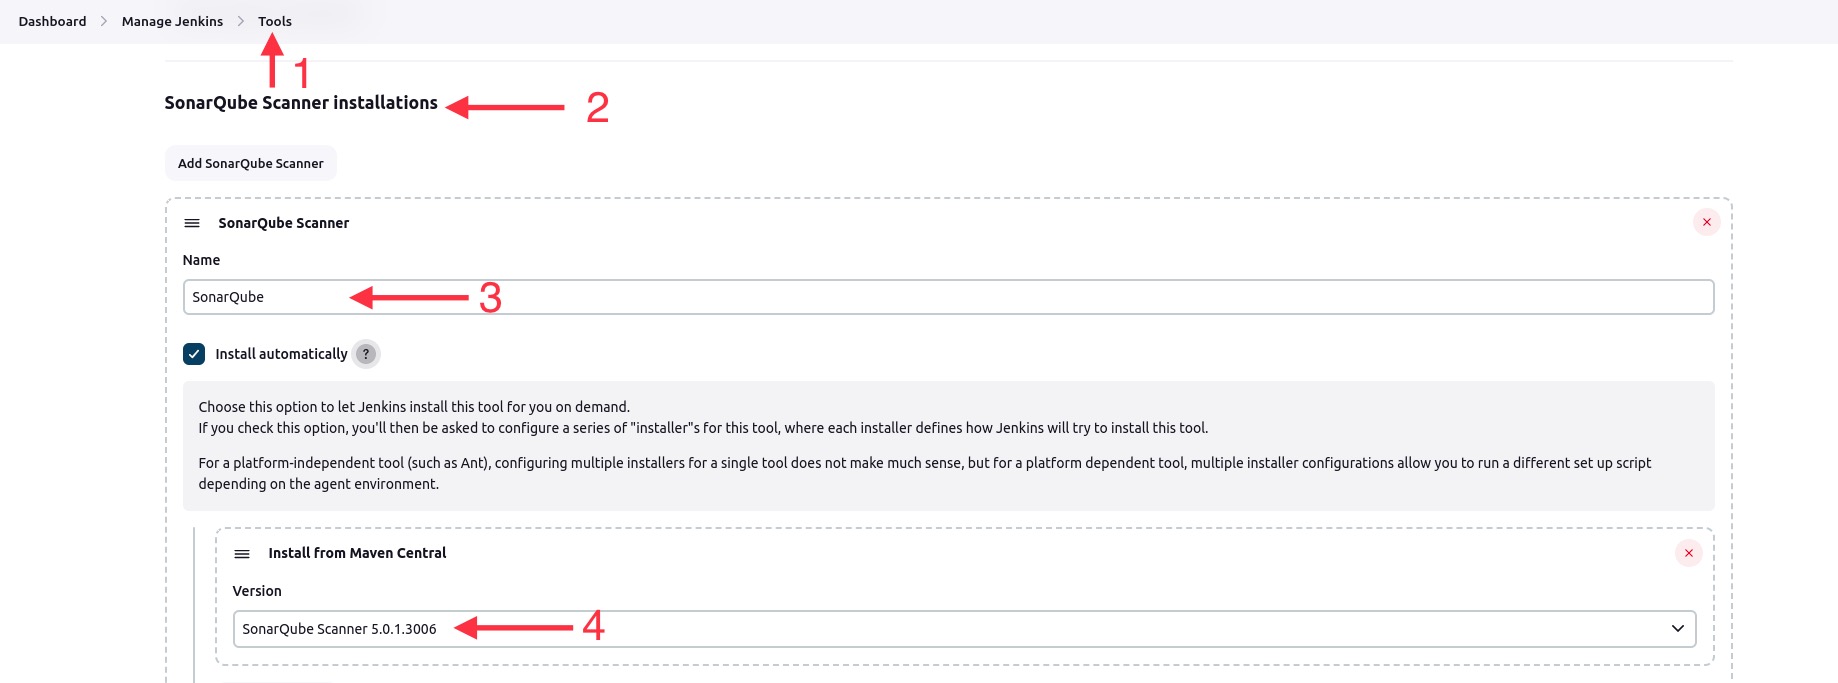 Dashboard > Manage Jenkins > Tools
1
SonarQube Scanner installations
2
Add SonarQube Scanner
SonarQube Scanner
Name
SonarQube
3
Install automatically ?
Choose this option to let Jenkins install this tool for you on demand.
If you check this option, you'll then be asked to configure a series of "installer"s for this tool, where each installer defines how Jenkins will try to install this tool.
For a platform-independent tool (such as Ant), configuring multiple installers for a single tool does not make much sense, but for a platform dependent tool, multiple installer configurations allow you to run a different set up script
depending on the agent environment.
Install from Maven Central
Version
SonarQube Scanner 5.0.1.3006
4